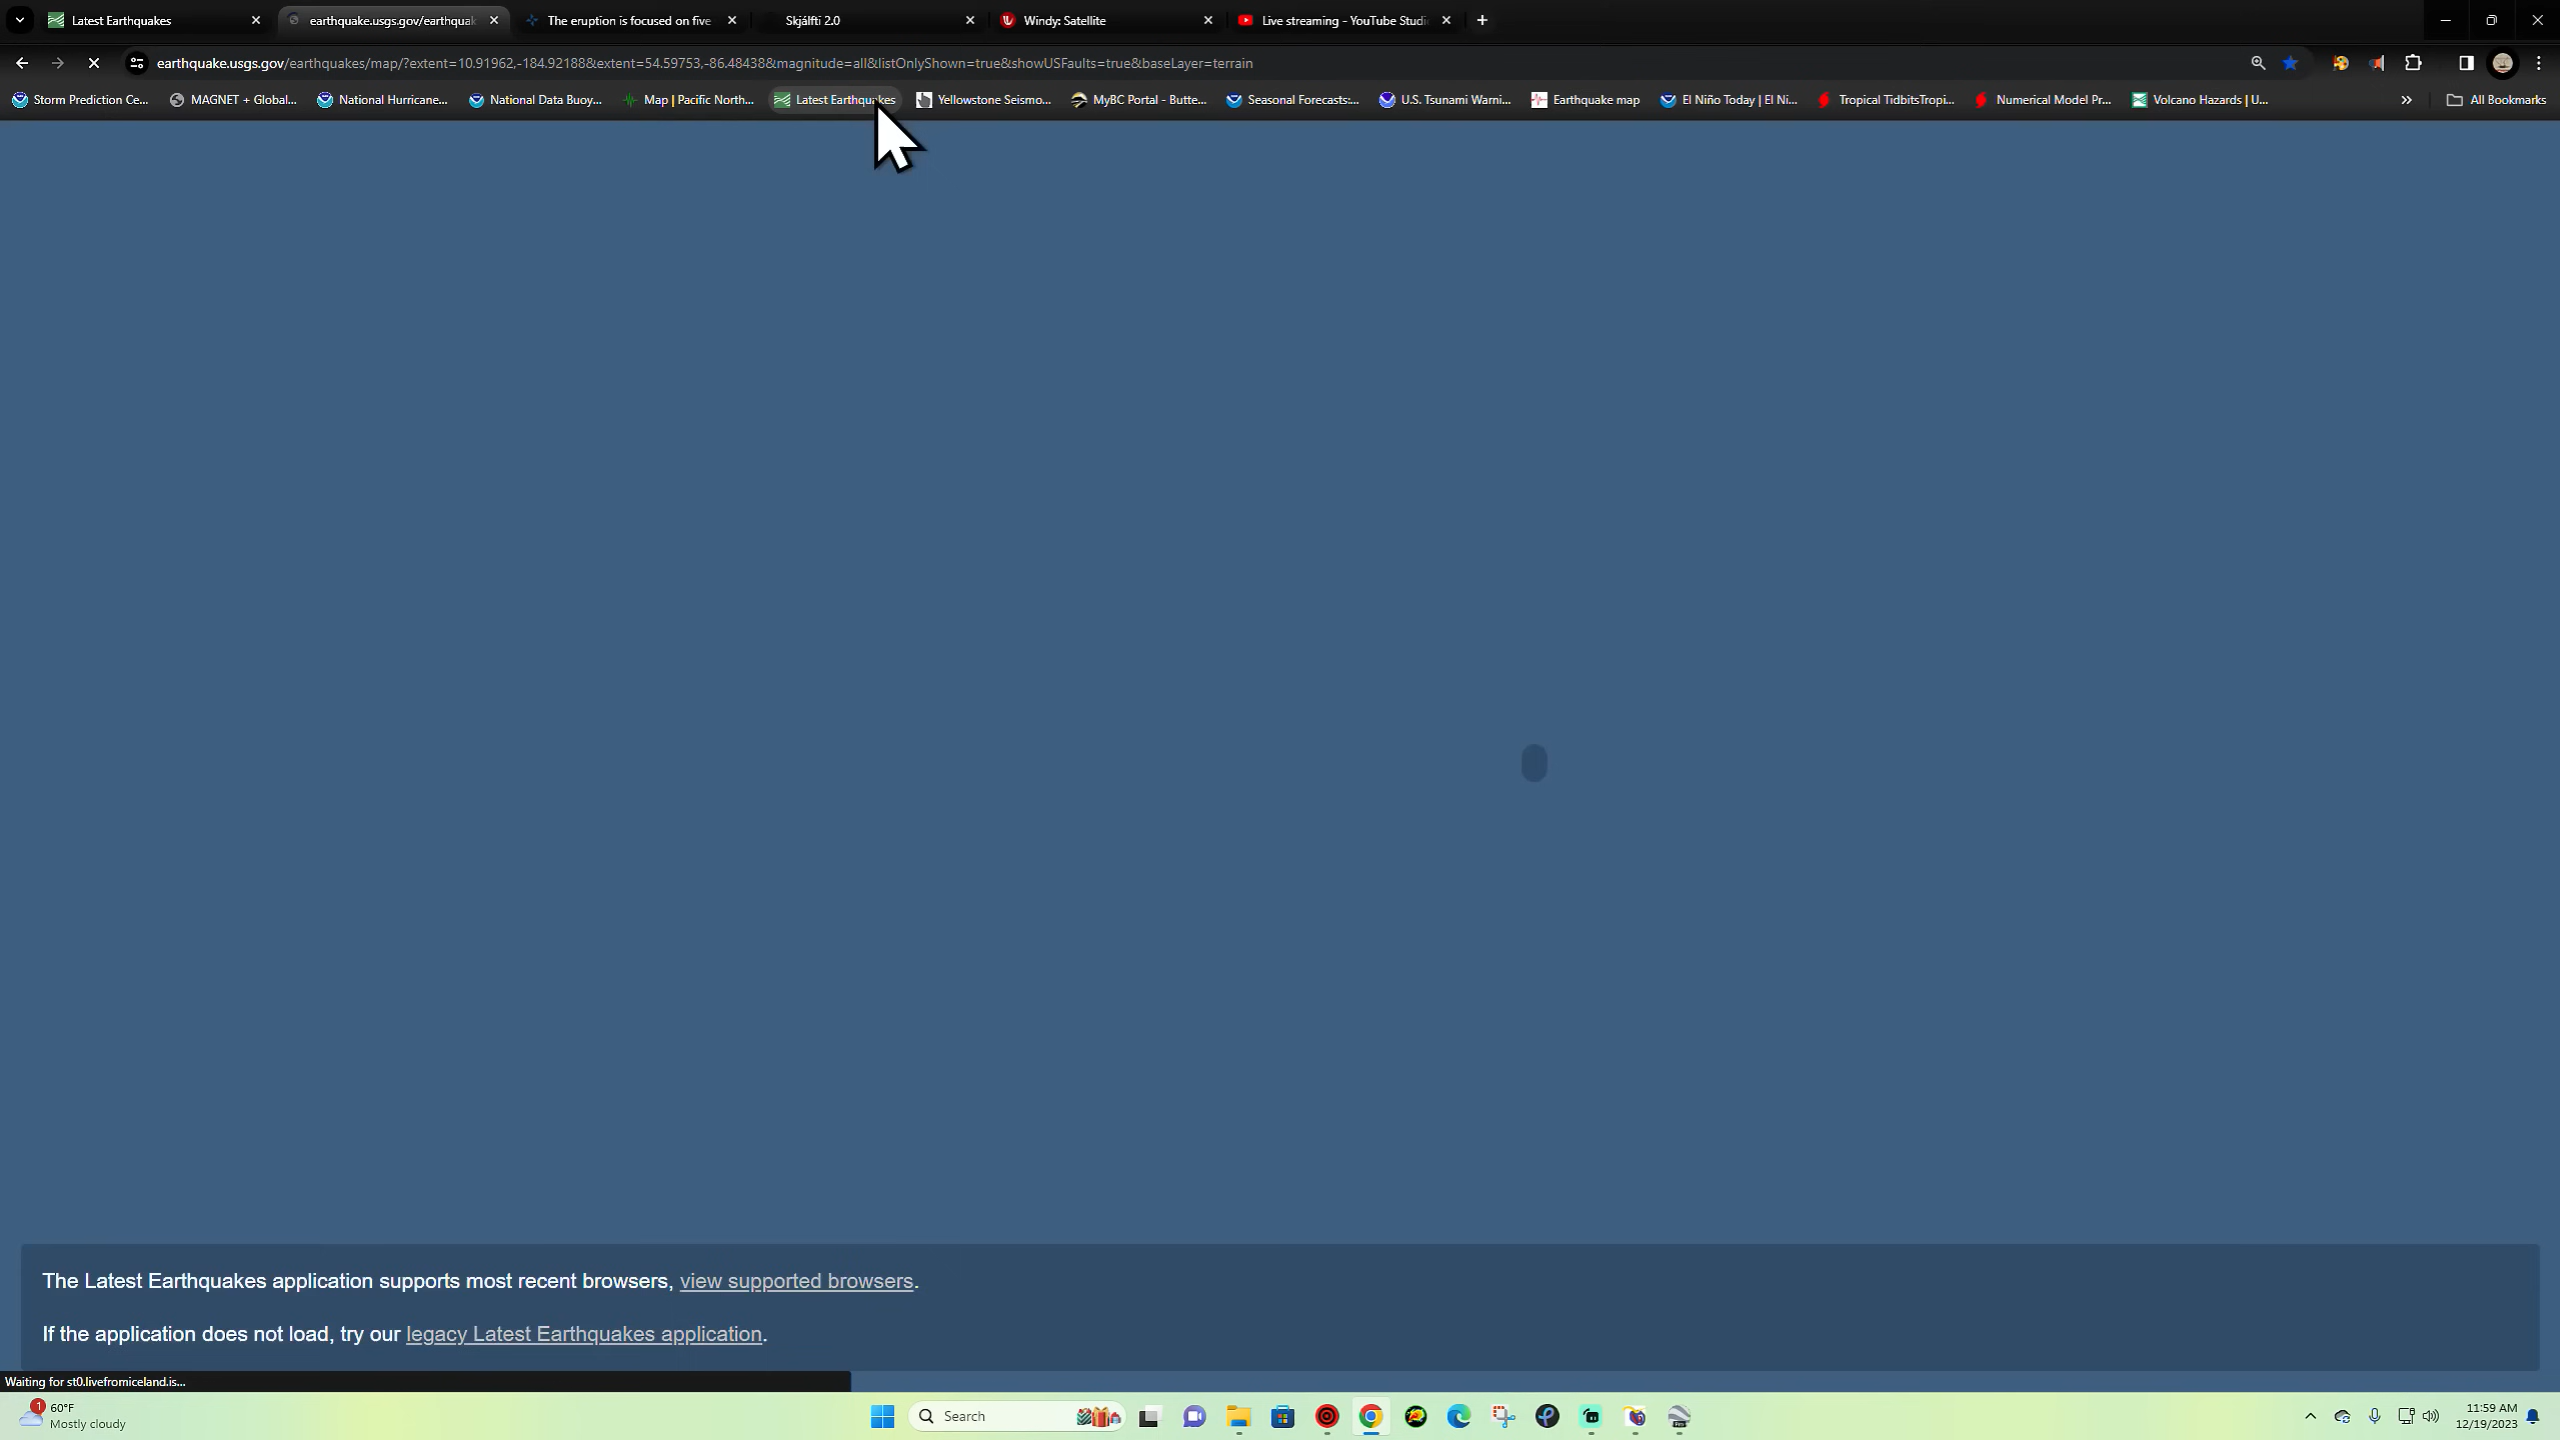 Latest Earthquakes
earthquake.usgs.gov/earthquak
The eruption is focused on five
Skjálfti 2.0
Windy: Satellite
Live streaming - YouTube Studi
earthquake.usgs.gov/earthquakes/map/?extent=10.91962,-184.92188&extent=54.59753,-86.48438&magnitude=all&listOnlyShown=true&showUSFaults=true&baseLayer=terrain
Storm Prediction Ce...
MAGNET + Global...
National Hurricane...
National Data Buoy...
Map | Pacific North...
Latest Earthquakes
Yellowstone Seismo...
MyBC Portal - Butte...
Seasonal Forecasts:...
U.S. Tsunami Warni...
Earthquake map
El Niño Today | El Ni...
Tropical TidbitsTropi...
Numerical Model Pr...
Volcano Hazards | U...
All Bookmarks
The Latest Earthquakes application supports most recent browsers, view supported browsers.
If the application does not load, try our legacy Latest Earthquakes application.
Waiting for st0.livefromiceland.is...
1
60°F
Mostly cloudy
Search
11:59 AM
12/19/2023